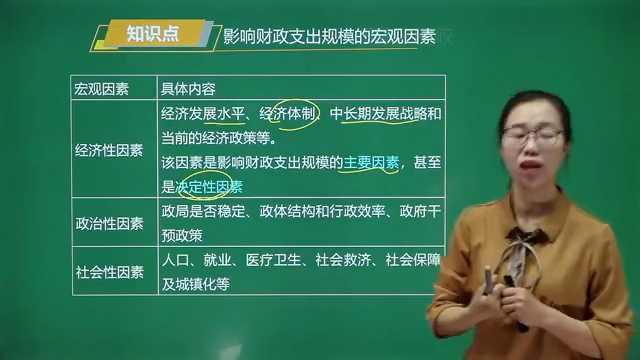 知识点
影响财政支出规模的宏观因素
宏观因素 具体内容
经济性因素
经济发展水平、经济体制、中长期发展战略和
当前的经济政策等。
该因素是影响财政支出规模的主要因素，甚至
是决定性因素
政治性因素
政局是否稳定、政体结构和行政效率、政府干
预政策
社会性因素
人口、就业、医疗卫生、社会救济、社会保障
及城镇化等